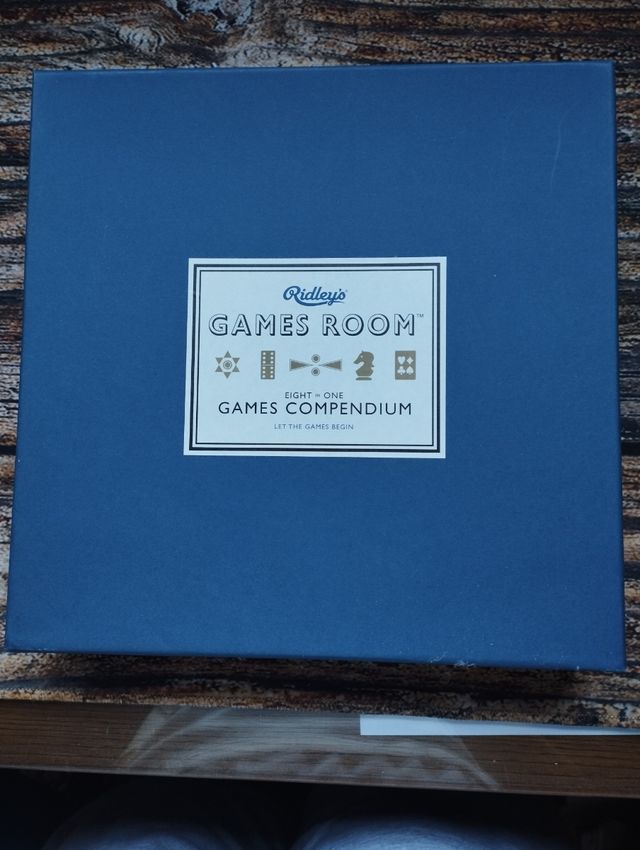 Ridley's
GAMES ROOM™
EIGHT IN ONE
GAMES COMPENDIUM
LET THE GAMES BEGIN